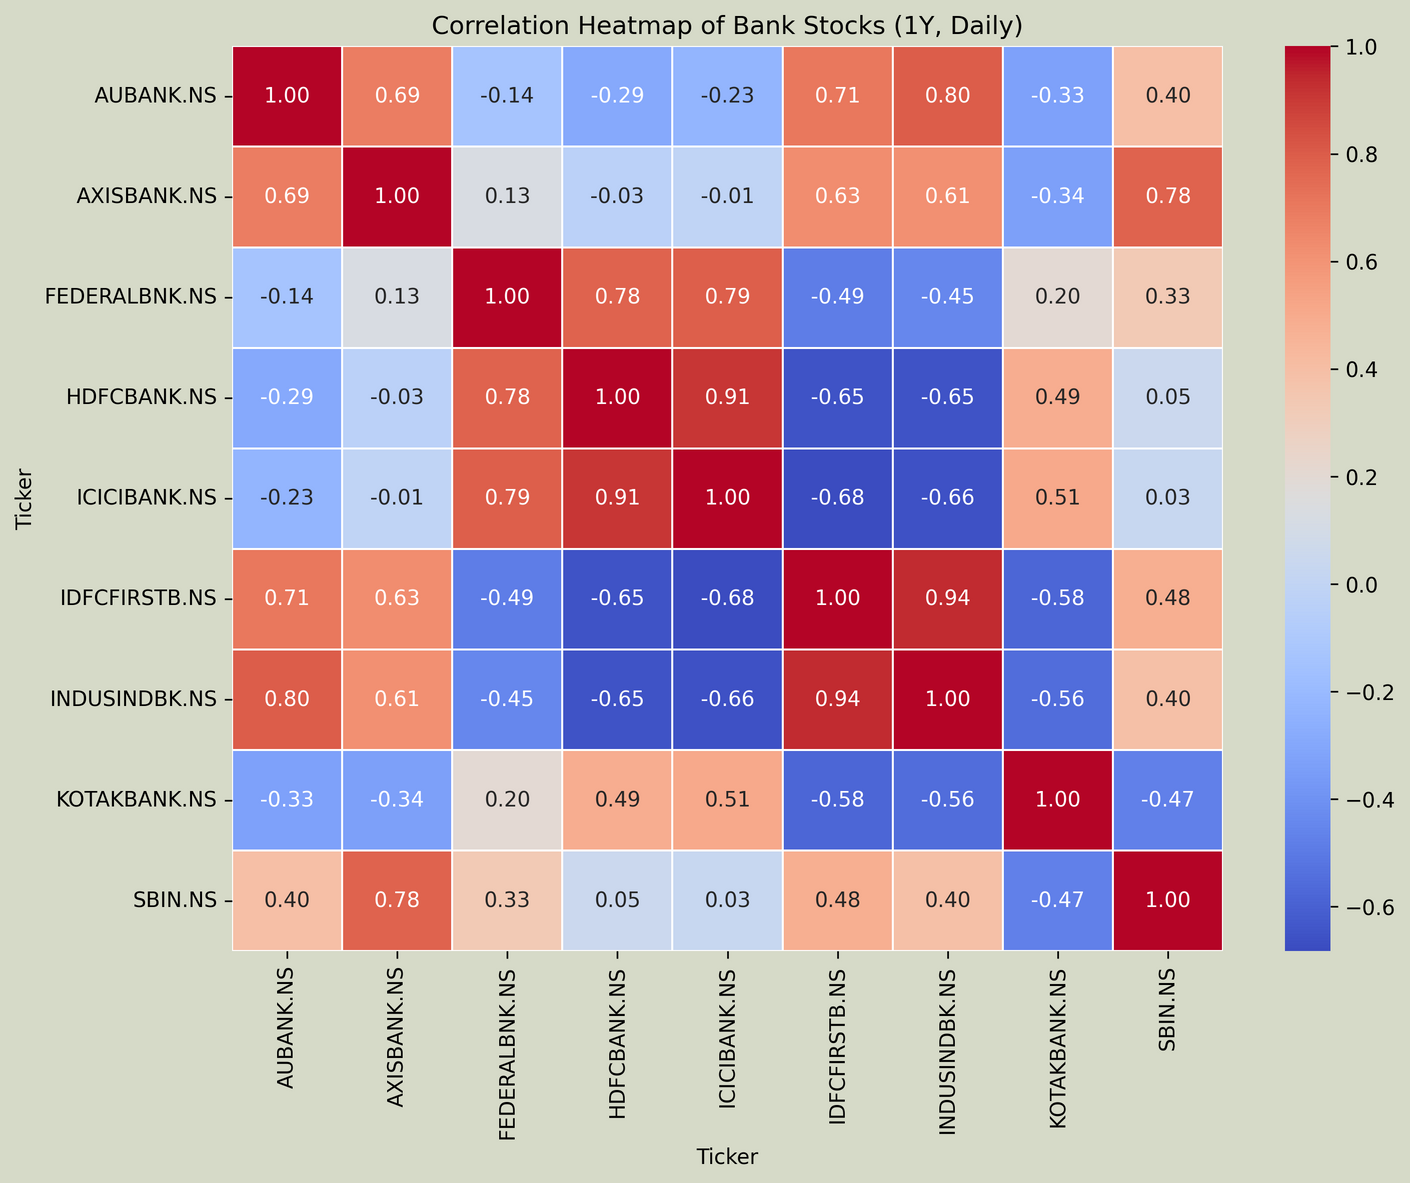 Correlation Heatmap of Bank Stocks (1Y, Daily)
AUBANK.NS 1.00 0.69 -0.14 -0.29 -0.23 0.71 0.80 -0.33 0.40
AXISBANK.NS 0.69 1.00 0.13 -0.03 -0.01 0.63 0.61 -0.34 0.78
FEDERALBNK.NS -0.14 0.13 1.00 0.78 0.79 -0.49 -0.45 0.20 0.33
HDFCBANK.NS -0.29 -0.03 0.78 1.00 0.91 -0.65 -0.65 0.49 0.05
ICICIBANK.NS -0.23 -0.01 0.79 0.91 1.00 -0.68 -0.66 0.51 0.03
IDFCFIRSTB.NS 0.71 0.63 -0.49 -0.65 -0.68 1.00 0.94 -0.58 0.48
INDUSINDBK.NS 0.80 0.61 -0.45 -0.65 -0.66 0.94 1.00 -0.56 0.40
KOTAKBANK.NS -0.33 -0.34 0.20 0.49 0.51 -0.58 -0.56 1.00 -0.47
SBIN.NS 0.40 0.78 0.33 0.05 0.03 0.48 0.40 -0.47 1.00
Ticker
AUBANK.NS
AXISBANK.NS
FEDERALBNK.NS
HDFCBANK.NS
ICICIBANK.NS
IDFCFIRSTB.NS
INDUSINDBK.NS
KOTAKBANK.NS
SBIN.NS
Ticker
1.0
0.8
0.6
0.4
0.2
0.0
−0.2
−0.4
−0.6